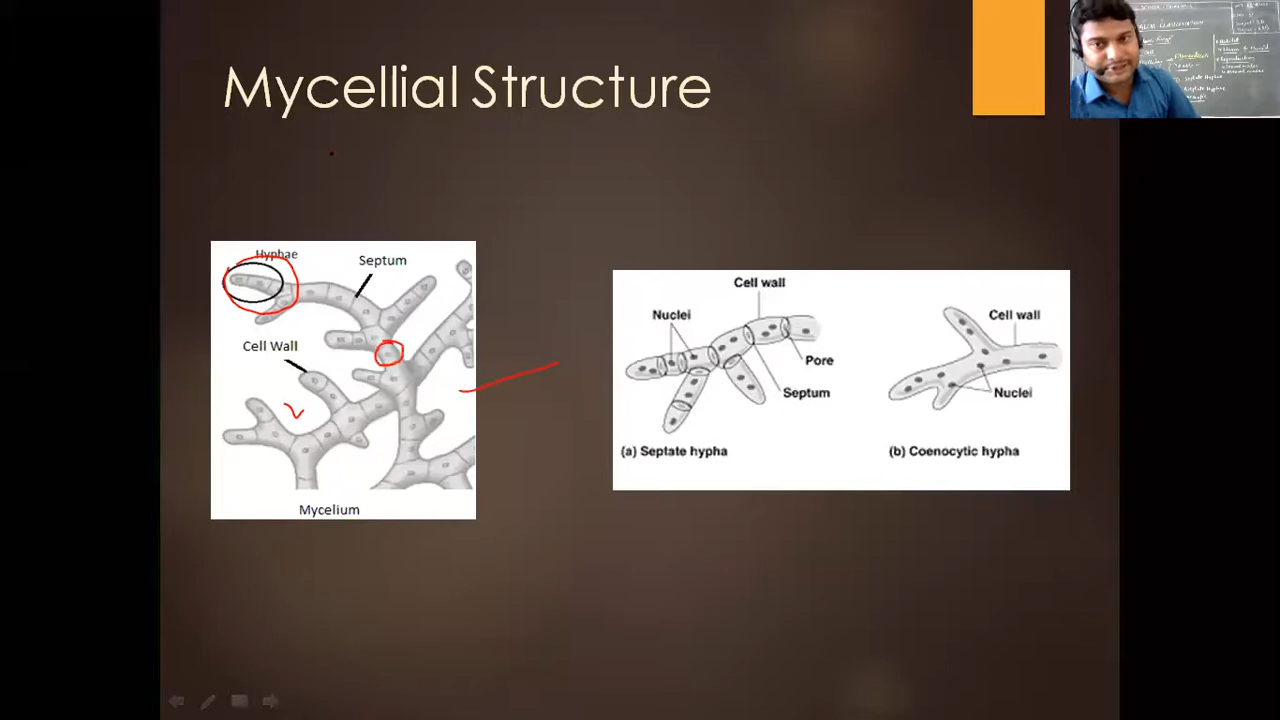 Mycellial Structure
Hyphae
Septum
Cell Wall
Mycelium
Cell wall
Nuclei
Pore
Septum
(a) Septate hypha
Cell wall
Nuclei
(b) Coenocytic hypha